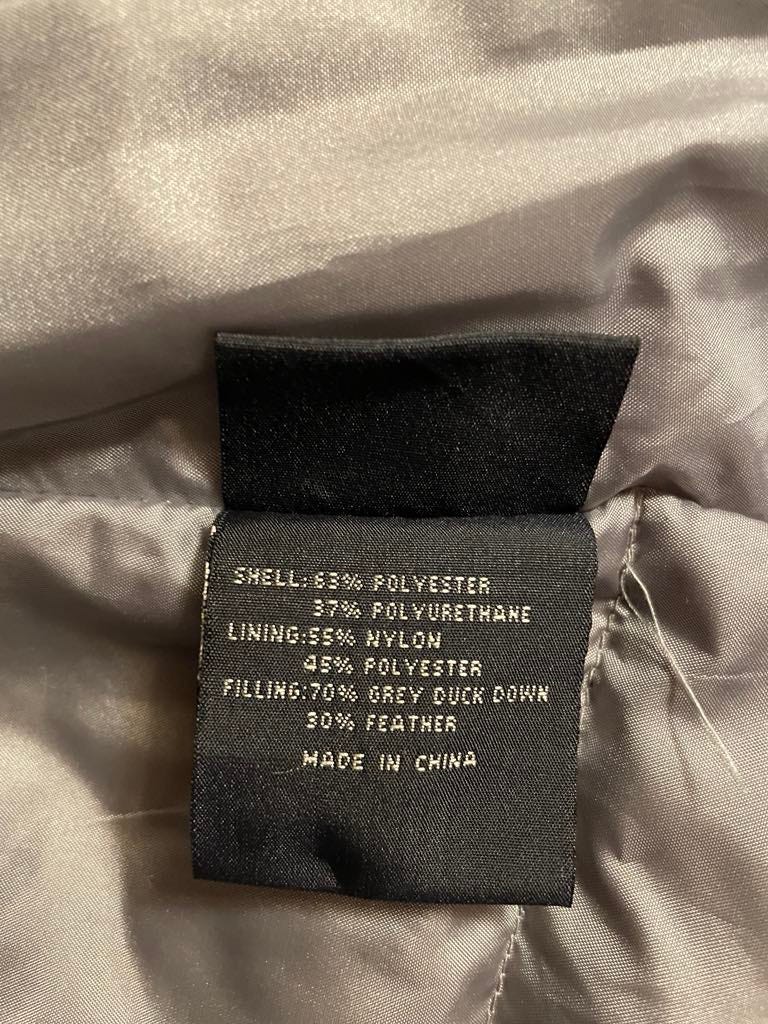 SHELL:63% POLYESTER
37% POLYURETHANE
LINING:55% NYLON
45% POLYESTER
FILLING:70% GREY DUCK DOWN
30% FEATHER
MADE IN CHINA